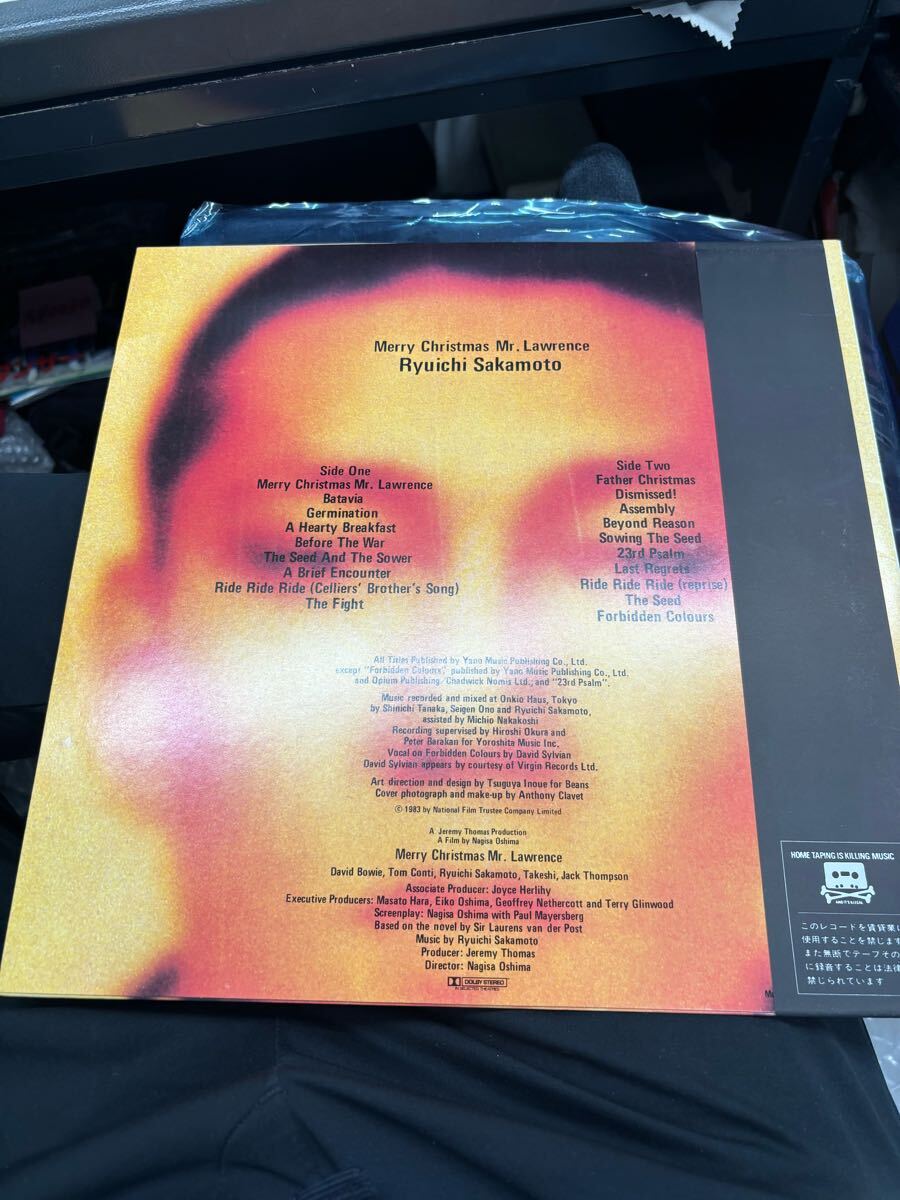 Merry Christmas Mr. Lawrence
Ryuichi Sakamoto
Side One
Merry Christmas Mr. Lawrence
Batavia
Germination
A Hearty Breakfast
Before The War
The Seed And The Sower
A Brief Encounter
Ride Ride Ride (Celliers' Brother's Song)
The Fight
Side Two
Father Christmas
Dismissed!
Assembly
Beyond Reason
Sowing The Seed
23rd Psalm
Last Regrets
Ride Ride Ride (reprise)
The Seed
Forbidden Colours
All Titles Published by Yano Music Publishing Co., Ltd.
except "Forbidden Colours", published by Yano Music Publishing Co., Ltd.
and Opium Publishing/Chadwick Nomis Ltd., and "23rd Psalm".
Music recorded and mixed at Onkio Haus, Tokyo
by Shinichi Tanaka, Seigen Ono and Ryuichi Sakamoto,
assisted by Michio Nakakoshi
Recording supervised by Hiroshi Okura and
Peter Barakan for Yoroshita Music Inc.
Vocal on Forbidden Colours by David Sylvian
David Sylvian appears by courtesy of Virgin Records Ltd.
Art direction and design by Tsuguya Inoue for Beans
Cover photograph and make-up by Anthony Clavet
© 1983 by National Film Trustee Company Limited
A Jeremy Thomas Production
A Film by Nagisa Oshima
Merry Christmas Mr. Lawrence
David Bowie, Tom Conti, Ryuichi Sakamoto, Takeshi, Jack Thompson
Associate Producer: Joyce Herlihy
Executive Producers: Masato Hara, Eiko Oshima, Geoffrey Nethercott and Terry Glinwood
Screenplay: Nagisa Oshima with Paul Mayersberg
Based on the novel by Sir Laurens van der Post
Music by Ryuichi Sakamoto
Producer: Jeremy Thomas
Director: Nagisa Oshima
DOLBY STEREO
IN SELECTED THEATRES
HOME TAPING IS KILLING MUSIC
AND IT'S ILLEGAL
このレコードを賃貸業に
使用することを禁じます
また無断でテープその
に録音することは法律
禁じられています